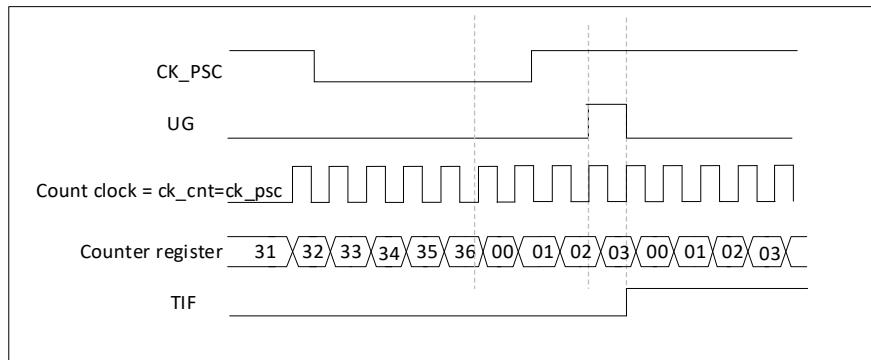 CK_PSC
UG
Count clock = ck_cnt=ck_psc
Counter register 31 32 33 34 35 36 00 01 02 03 00 01 02 03
TIF